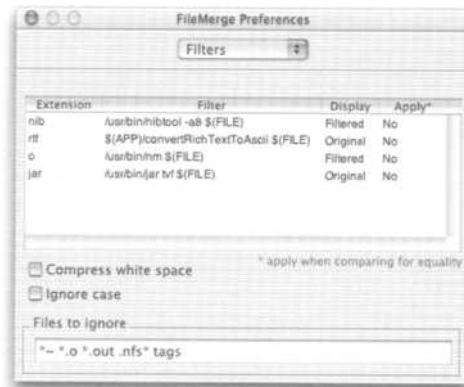 FileMerge Preferences
Filters
Extension Filter Display Apply*
nib /usr/bin/nibtool -a8 $(FILE) Filtered No
rtf $(APP)/convertRichTextToAscii $(FILE) Original No
o /usr/bin/nm $(FILE) Filtered No
jar /usr/bin/jar tvf $(FILE) Original No
* apply when comparing for equality
Compress white space
Ignore case
Files to ignore
*~ *.o *.out .nfs* tags